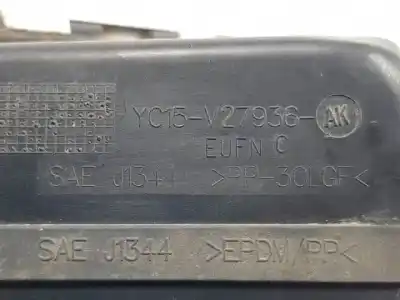 YC15-V27936- AK
EUFN C
SAE J1344 >PP-30LGF<
SAE J1344 >EPDM/PP<